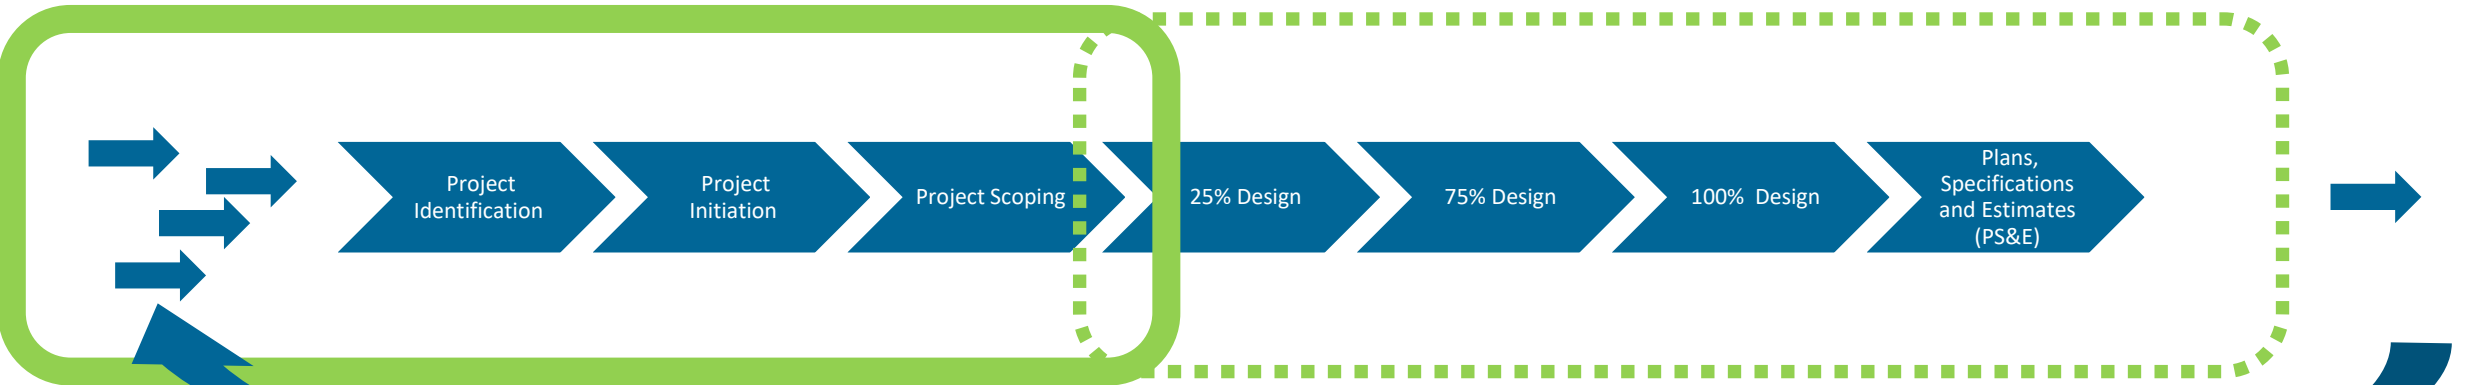 Project
Identification
Project
Initiation
Project Scoping
25% Design
75% Design
100%  Design
Plans,
Specifications
and Estimates
(PS&E)